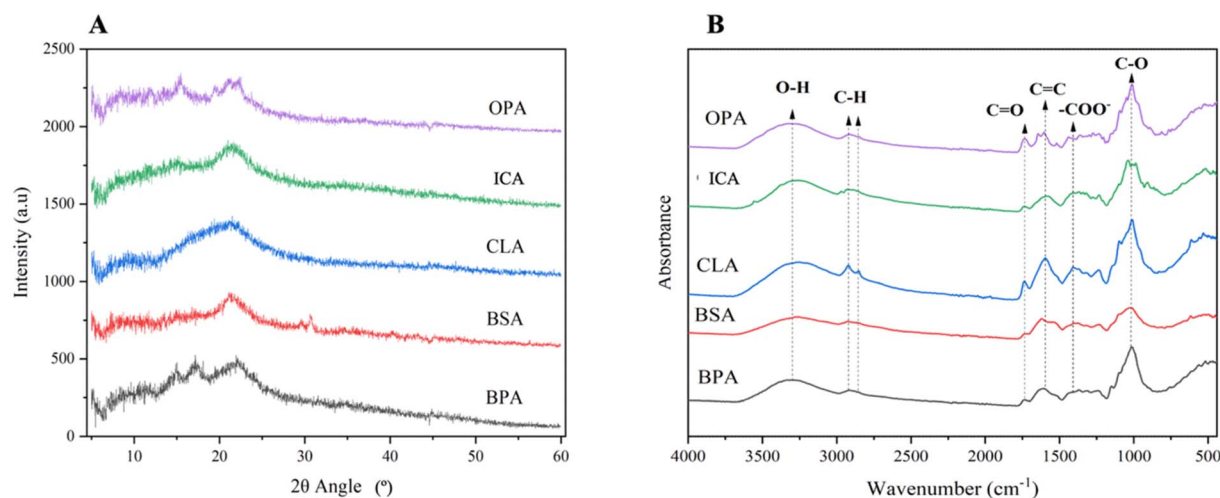 A
2500
2000
1500
1000
500
0
Intensity (a.u)
OPA
ICA
CLA
BSA
BPA
10
20
30
40
50
60
2θ Angle (º)
B
O-H
C-H
C=O
C=C
-COO⁻
C-O
Absorbance
OPA
ICA
CLA
BSA
BPA
4000
3500
3000
2500
2000
1500
1000
500
Wavenumber (cm⁻¹)